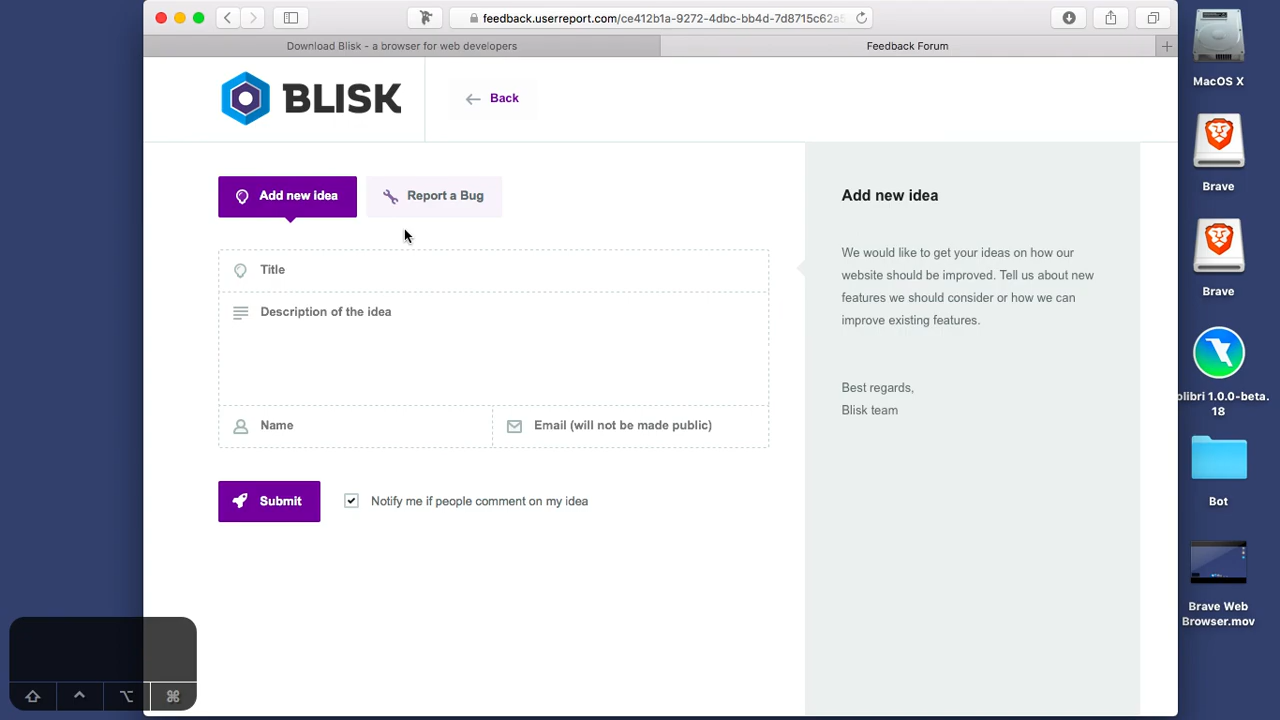 feedback.userreport.com/ce412b1a-9272-4dbc-bb4d-7d8715c62a5
Download Blisk - a browser for web developers
Feedback Forum
BLISK
Back
Add new idea
Report a Bug
Title
Description of the idea
Name
Email (will not be made public)
Submit
Notify me if people comment on my idea
Add new idea
We would like to get your ideas on how our
website should be improved. Tell us about new
features we should consider or how we can
improve existing features.
Best regards,
Blisk team
MacOS X
Brave
Brave
olibri 1.0.0-beta.
18
Bot
Brave Web
Browser.mov